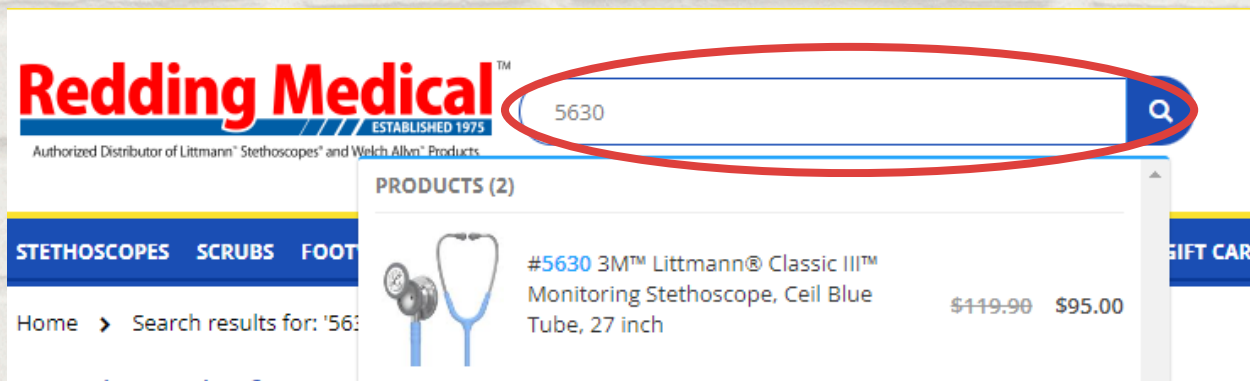 Redding Medical™
ESTABLISHED 1975
Authorized Distributor of Littmann® Stethoscopes® and Welch Allyn® Products
5630
PRODUCTS (2)
STETHOSCOPES SCRUBS
#5630 3M™ Littmann® Classic III™
Monitoring Stethoscope, Ceil Blue
Tube, 27 inch
$119.90 $95.00
Home > Search results for: '563